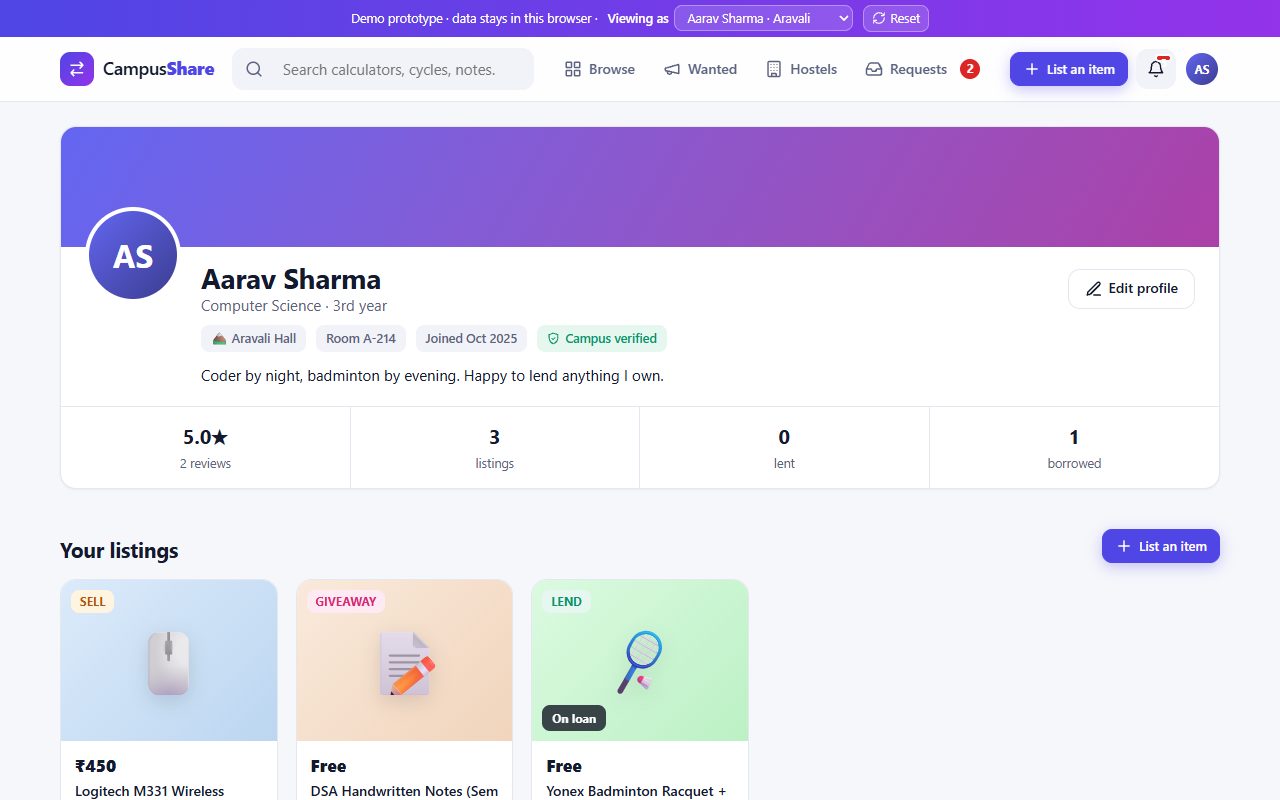 Demo prototype · data stays in this browser · Viewing as Aarav Sharma · Aravali Reset
CampusShare Search calculators, cycles, notes. Browse Wanted Hostels Requests 2 + List an item AS
AS
Aarav Sharma
Edit profile
Computer Science · 3rd year
Aravali Hall Room A-214 Joined Oct 2025 Campus verified
Coder by night, badminton by evening. Happy to lend anything I own.
5.0★ 3 0 1
2 reviews listings lent borrowed
Your listings + List an item
SELL GIVEAWAY LEND
On loan
₹450 Free Free
Logitech M331 Wireless DSA Handwritten Notes (Sem Yonex Badminton Racquet +